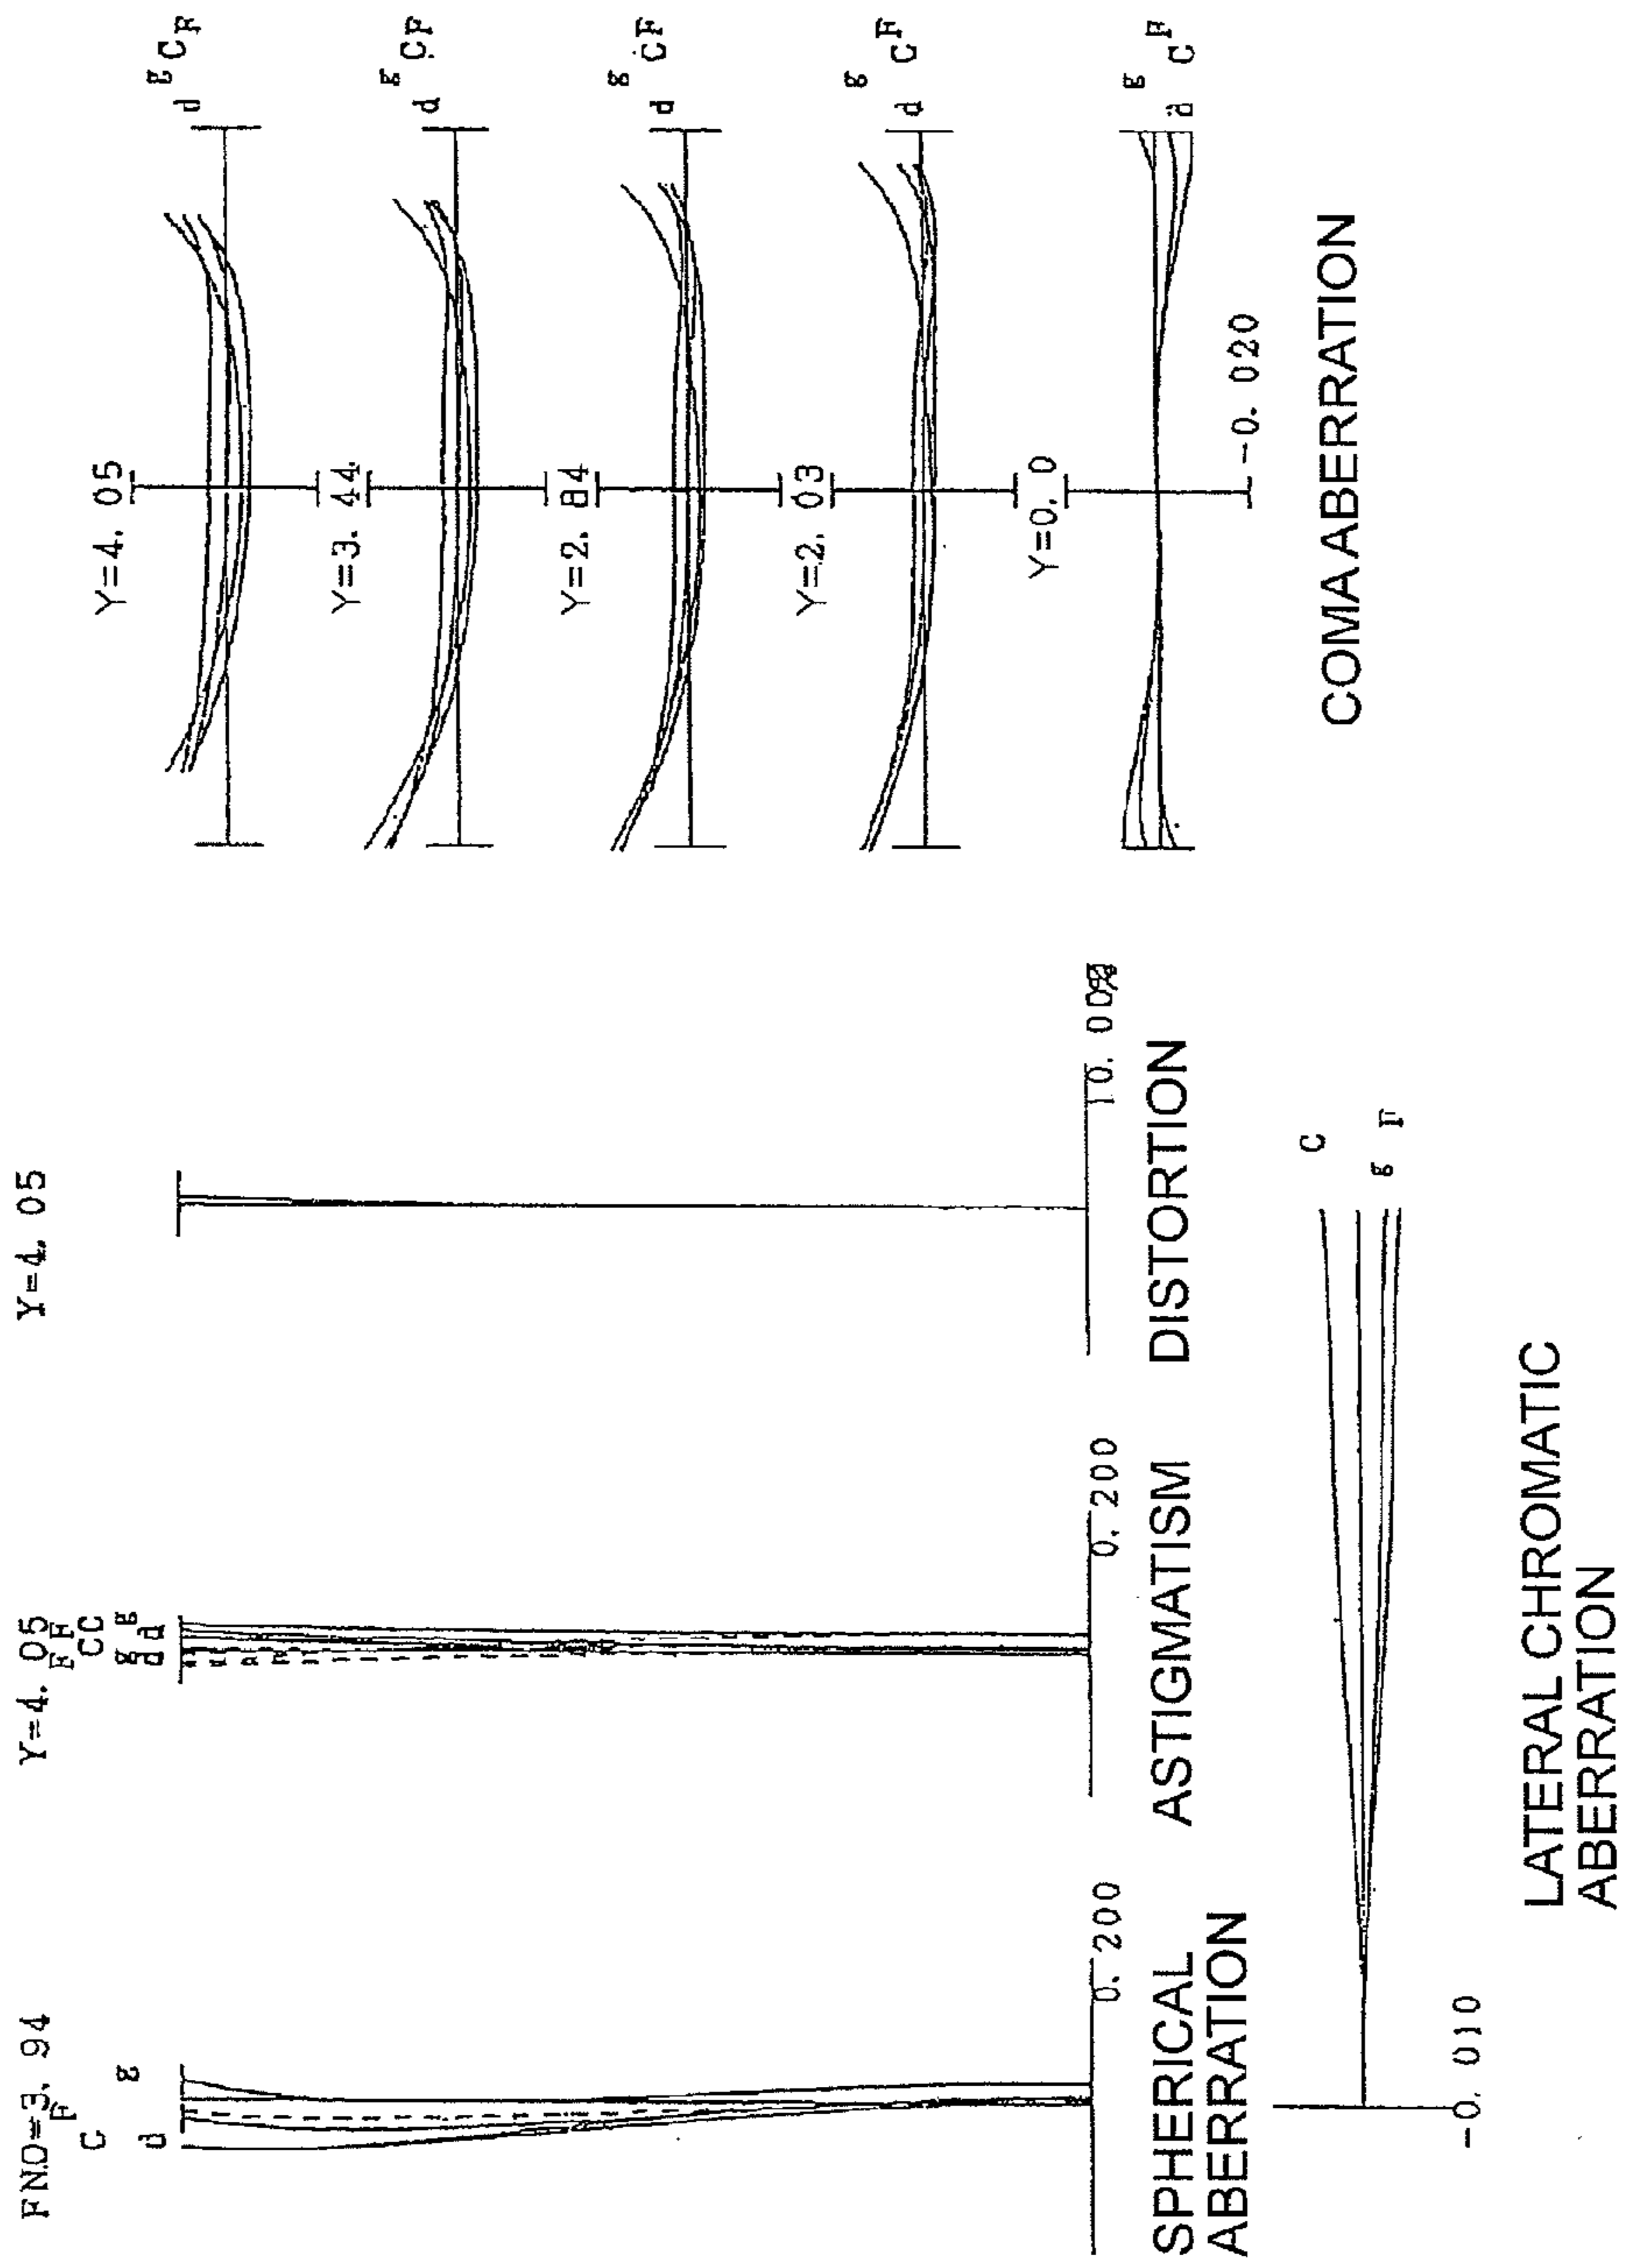 FNO=3.94
F
C
g
d
0.200
SPHERICAL
ABERRATION
Y=4.05
F F
C C
g g
d d
0.200
ASTIGMATISM
Y=4.05
10.00%
DISTORTION
C
g F
-0.010
LATERAL CHROMATIC
ABERRATION
Y=4.05
d g C F
Y=3.44
d g C F
Y=2.84
d g C F
Y=2.03
d g C F
Y=0.0
d g C F
-0.020
COMA ABERRATION